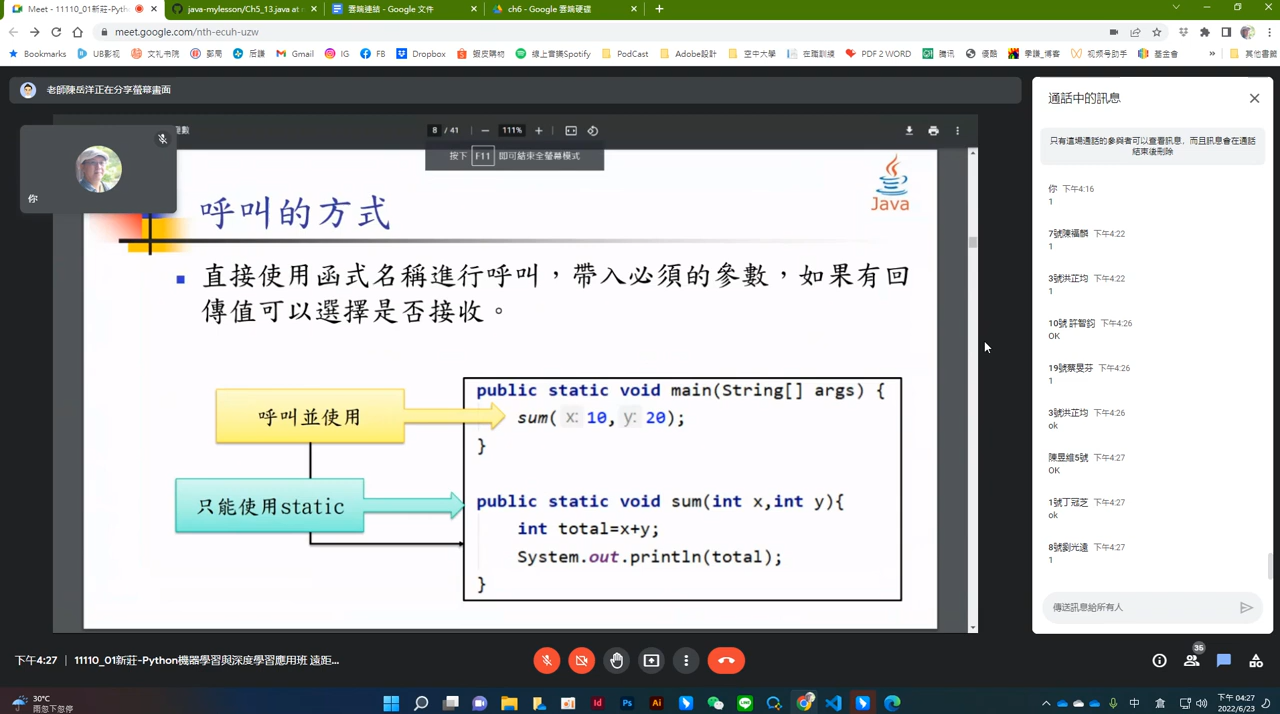 Meet - 11110_01新莊-Pyth
java-mylesson/Ch5_13.java at c
雲端連結 - Google 文件
ch6 - Google 雲端硬碟
meet.google.com/nth-ecuh-uzw
Bookmarks
UB影視
文礼书院
郵局
后謙
Gmail
IG
FB
Dropbox
蝦皮購物
線上音樂Spotify
PodCast
Adobe設計
空中大學
在職訓練
PDF 2 WORD
腾讯
優酷
视频号助手
基金會
»
其他書籤
老師陳岳洋正在分享螢幕畫面
8 / 41
111%
按下 F11 即可結束全螢幕模式
你
Java
呼叫的方式
直接使用函式名稱進行呼叫，帶入必須的參數，如果有回
傳值可以選擇是否接收。
呼叫並使用
只能使用static
public static void main(String[] args) {
sum( x: 10, y: 20);
}
public static void sum(int x,int y){
int total=x+y;
System.out.println(total);
}
通話中的訊息
只有這場通話的參與者可以查看訊息，而且訊息會在通話
結束後刪除
你 下午4:16
1
7號陳福麟 下午4:22
1
3號洪正均 下午4:22
1
10號 許智鈞 下午4:26
OK
19號蔡旻芬 下午4:26
1
3號洪正均 下午4:26
ok
陳昱維5號 下午4:27
OK
1號丁冠芝 下午4:27
ok
8號劉光遠 下午4:27
1
傳送訊息給所有人
下午4:27 | 11110_01新莊-Python機器學習與深度學習應用班 遠距...
35
30°C
雨忽下忽停
Id
Ps
Ai
中
下午 04:27
2022/6/23